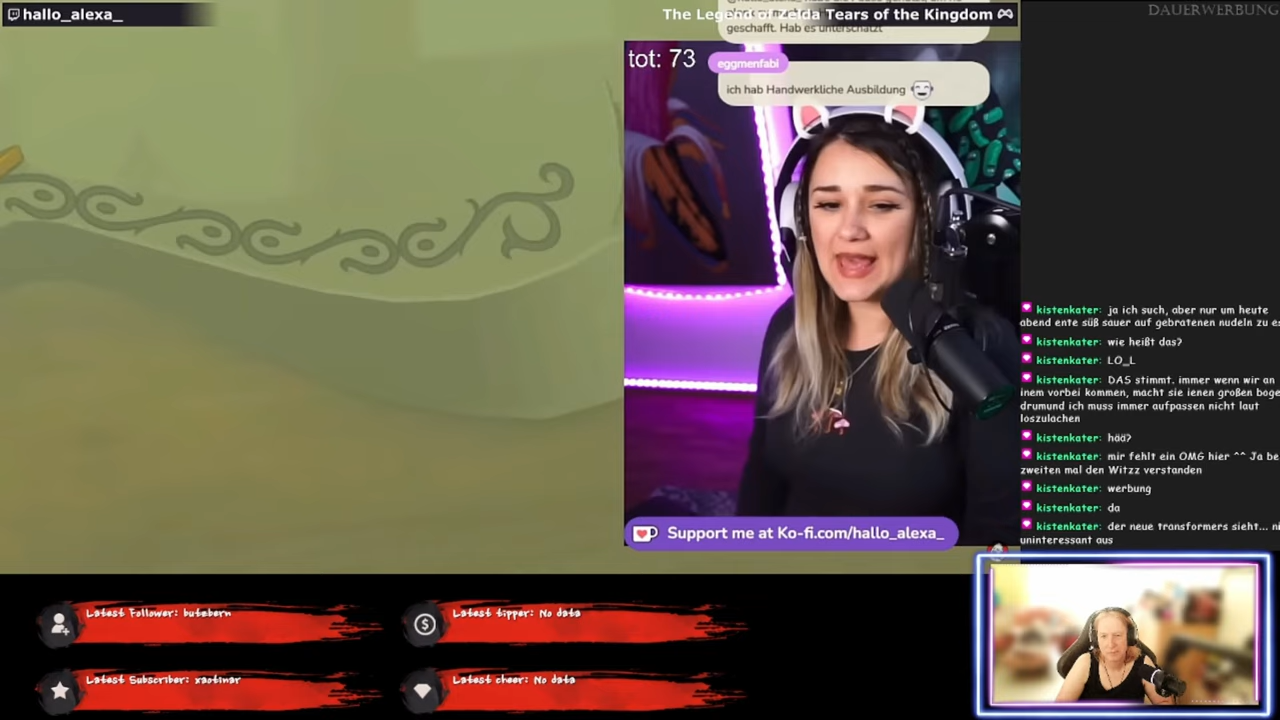 hallo_alexa_
The Legend of Zelda Tears of the Kingdom
DAUERWERBUNG
geschafft. Hab es unterschätzt
tot: 73
eggmenfabi
ich hab Handwerkliche Ausbildung
kistenkater: ja ich such, aber nur um heute
abend ente süß sauer auf gebratenen nudeln zu
kistenkater: wie heißt das?
kistenkater: LO_L
kistenkater: DAS stimmt. immer wenn wir an
inem vorbei kommen, macht sie ienen großen
drumund ich muss immer aufpassen nicht laut
loszulachen
kistenkater: hää?
kistenkater: mir fehlt ein OMG hier ^^ Ja
zweiten mal den Witzz verstanden
kistenkater: werbung
kistenkater: da
kistenkater: der neue transformers sieht...
uninteressant aus
Support me at Ko-fi.com/hallo_alexa_
Latest Follower: butebern
Latest tipper: No data
Latest Subscriber: xaotinar
Latest cheer: No data